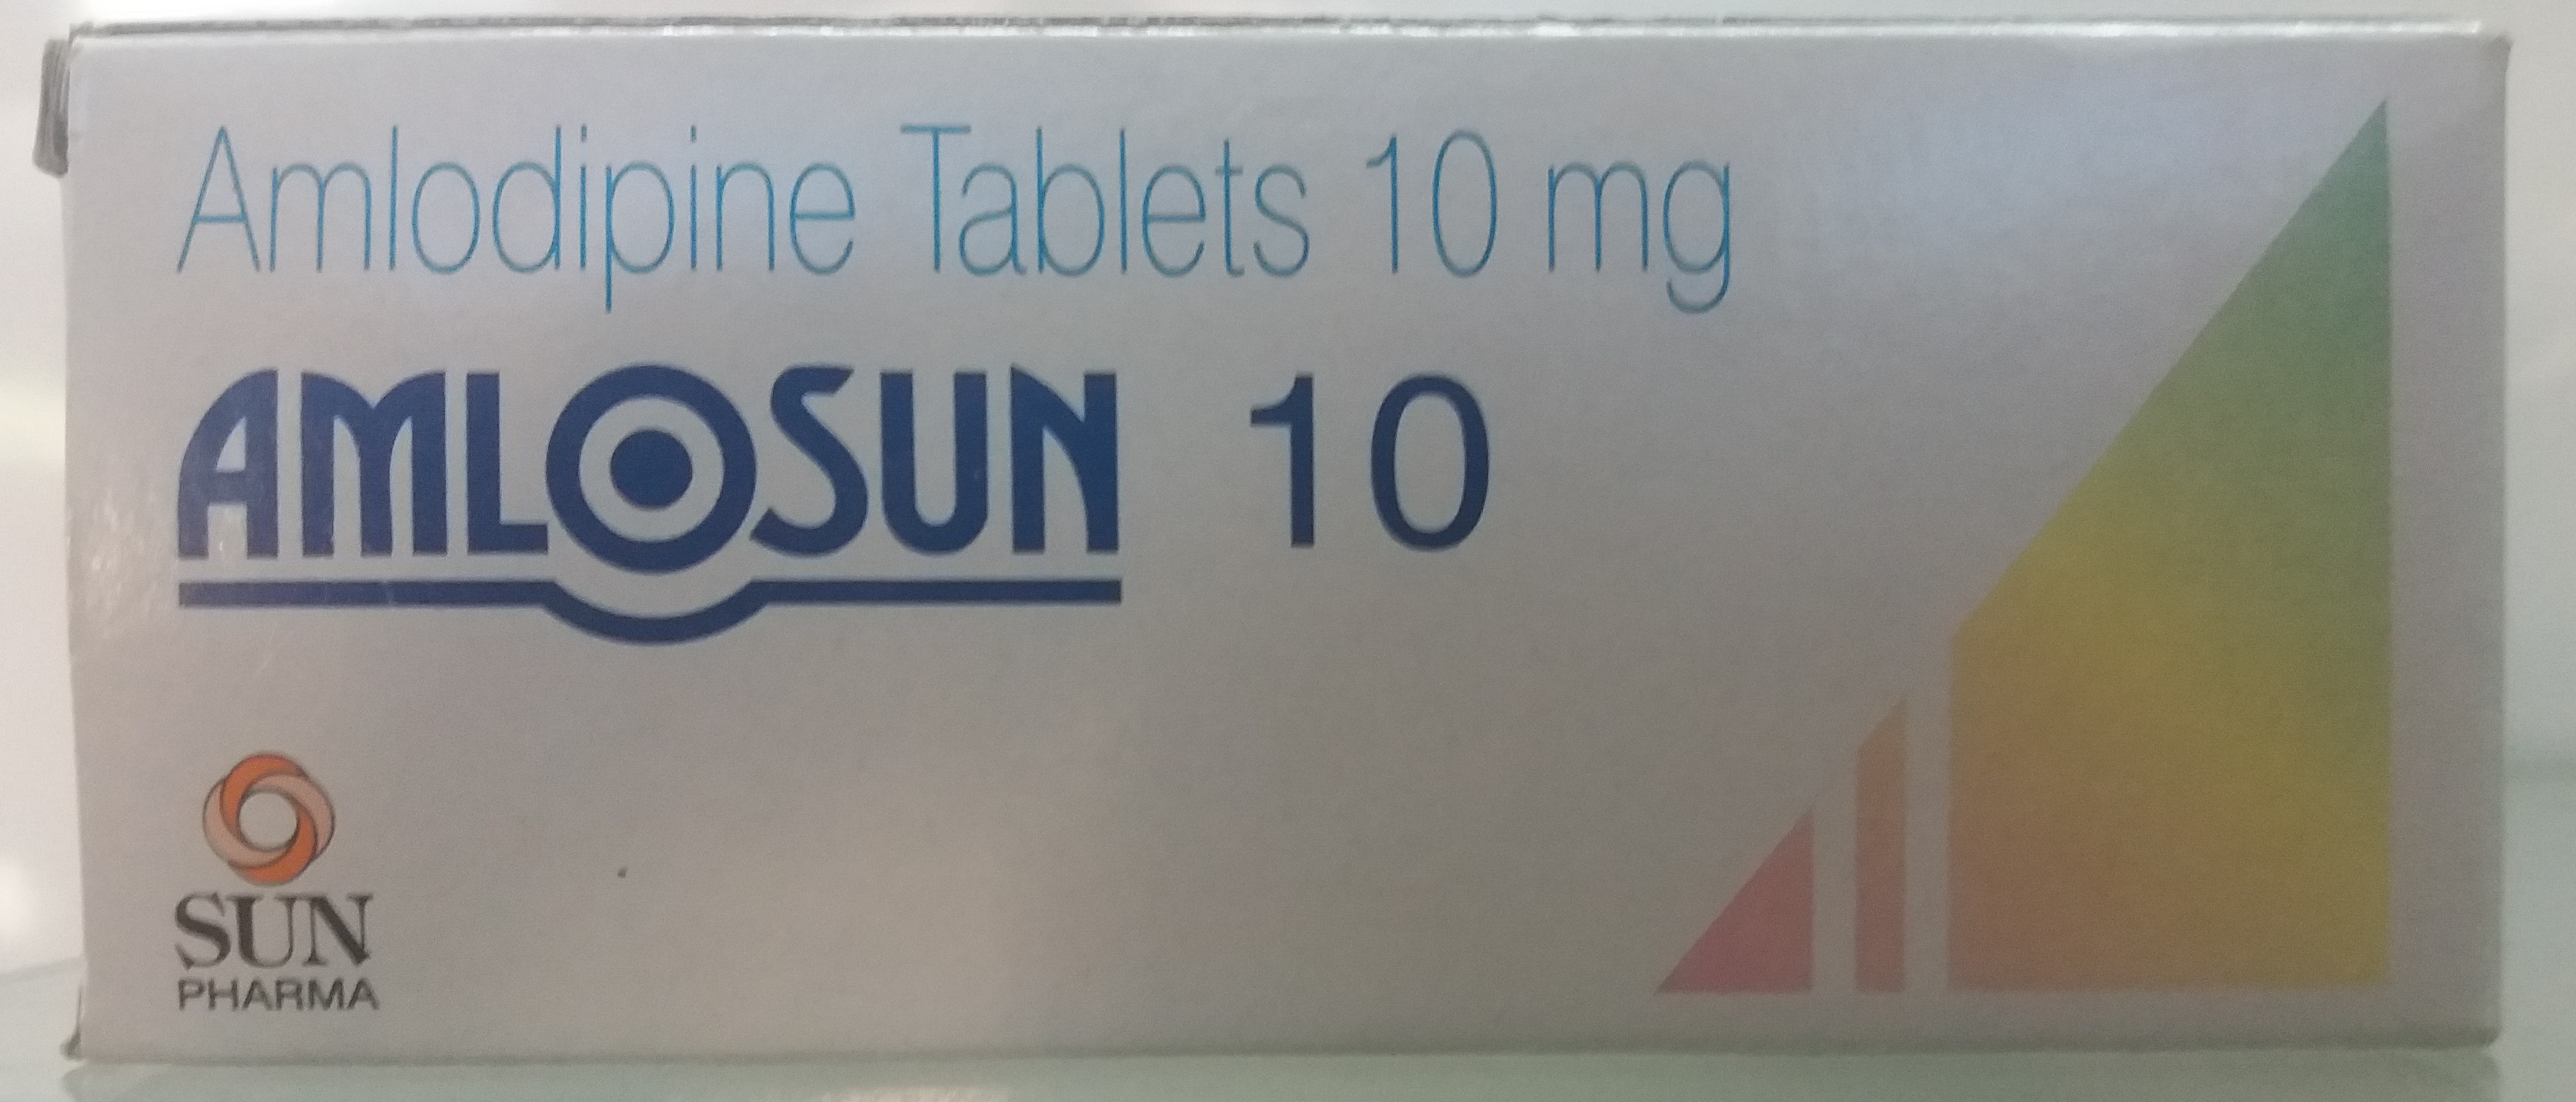 Amlodipine Tablets 10 mg
AMLOSUN 10
SUN
PHARMA